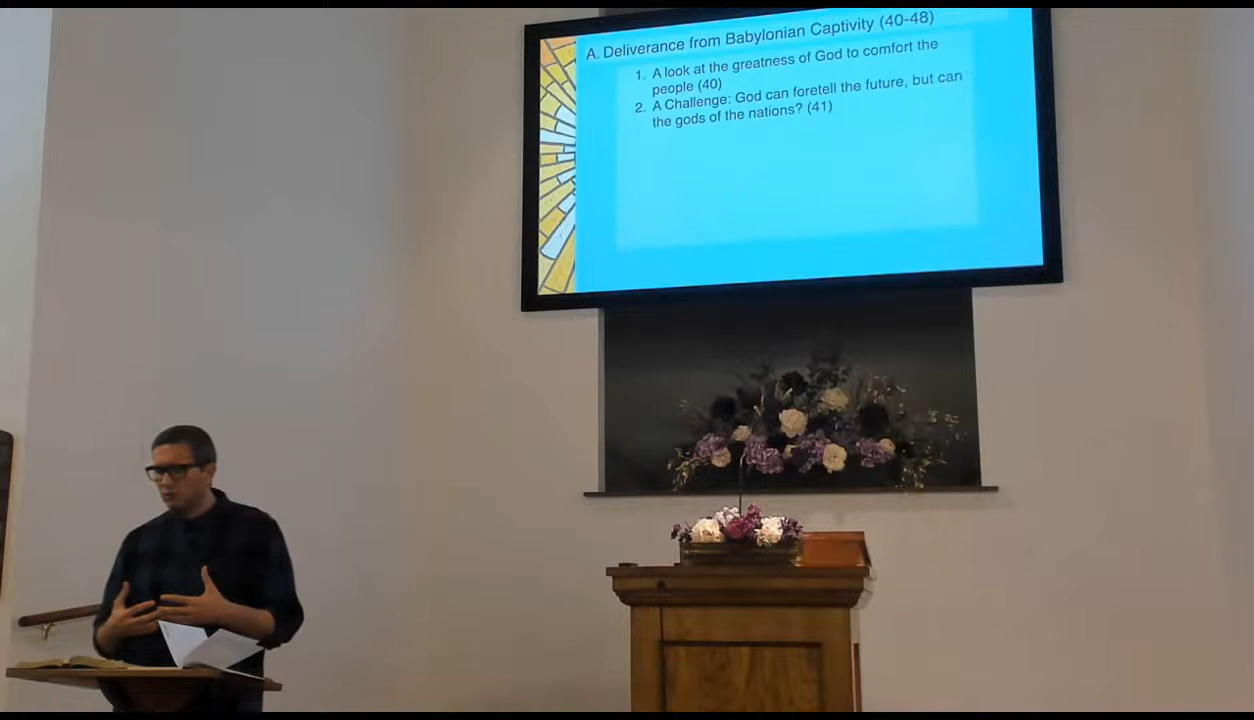 A. Deliverance from Babylonian Captivity (40-48)
1. A look at the greatness of God to comfort the
people (40)
2. A Challenge: God can foretell the future, but can
the gods of the nations? (41)